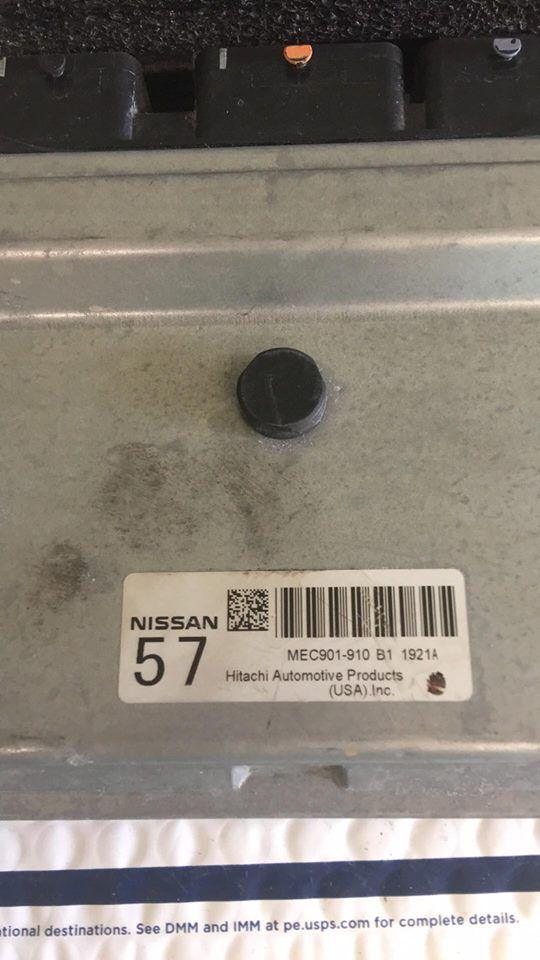 NISSAN
57
MEC901-910 B1 1921A
Hitachi Automotive Products
(USA).Inc.
ational destinations. See DMM and IMM at pe.usps.com for complete details.